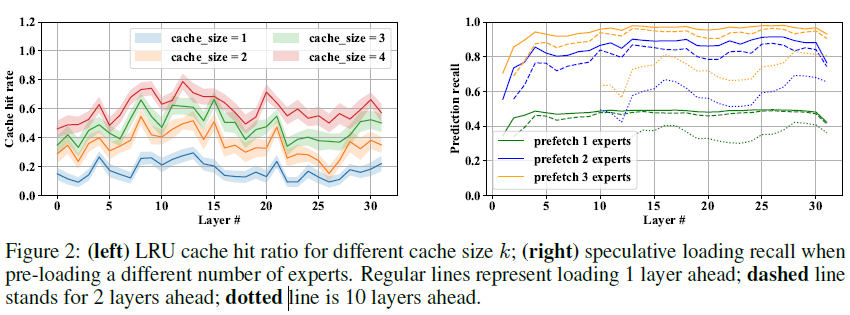 1.2
1.0
0.8
0.6
0.4
0.2
0.0
Cache hit rate
cache_size = 1
cache_size = 2
cache_size = 3
cache_size = 4
0 5 10 15 20 25 30
Layer #
1.0
0.8
0.6
0.4
0.2
0.0
Prediction recall
prefetch 1 experts
prefetch 2 experts
prefetch 3 experts
0 5 10 15 20 25 30
Layer #
Figure 2: (left) LRU cache hit ratio for different cache size k; (right) speculative loading recall when
pre-loading a different number of experts. Regular lines represent loading 1 layer ahead; dashed line
stands for 2 layers ahead; dotted line is 10 layers ahead.